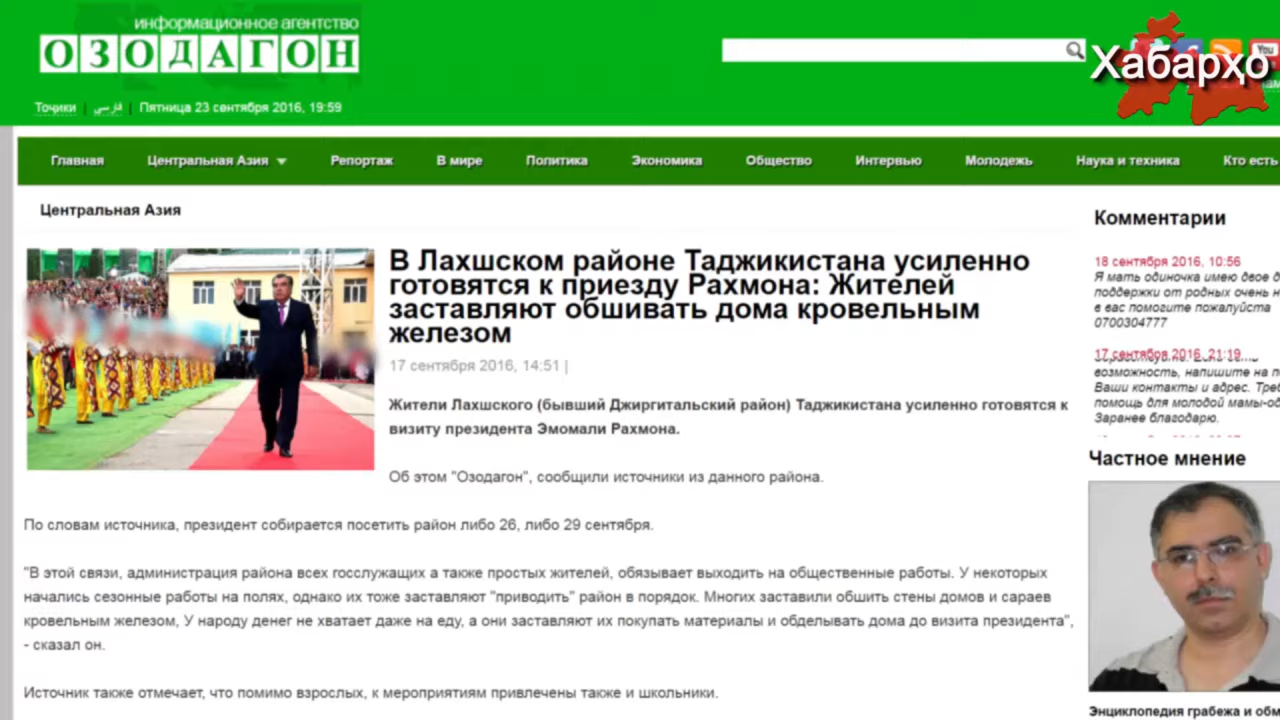 информационное агентство
ОЗОДАГОН
Тоҷики | فارسی | Пятница 23 сентября 2016, 19:59
You
Хабарҳо
Главная Центральная Азия Репортаж В мире Политика Экономика Общество Интервью Молодежь Наука и техника Кто есть
Центральная Азия
В Лахшском районе Таджикистана усиленно
готовятся к приезду Рахмона: Жителей
заставляют обшивать дома кровельным
железом
17 сентября 2016, 14:51 |
Жители Лахшского (бывший Джиргитальский район) Таджикистана усиленно готовятся к
визиту президента Эмомали Рахмона.
Об этом "Озодагон", сообщили источники из данного района.
По словам источника, президент собирается посетить район либо 26, либо 29 сентября.
"В этой связи, администрация района всех госслужащих а также простых жителей, обязывает выходить на общественные работы. У некоторых
начались сезонные работы на полях, однако их тоже заставляют "приводить" район в порядок. Многих заставили обшить стены домов и сараев
кровельным железом, У народу денег не хватает даже на еду, а они заставляют их покупать материалы и обделывать дома до визита президента",
- сказал он.
Источник также отмечает, что помимо взрослых, к мероприятиям привлечены также и школьники.
Комментарии
18 сентября 2016, 10:56
Я мать одиночка имею двое д
поддержки от родных очень н
в вас помогите пожалуйста
0700304777
17 сентября 2016, 21:19
возможность, напишите на по
Ваши контакты и адрес. Треб
помощь для молодой мамы-од
Заранее благодарю.
Частное мнение
Энциклопедия грабежа и обм